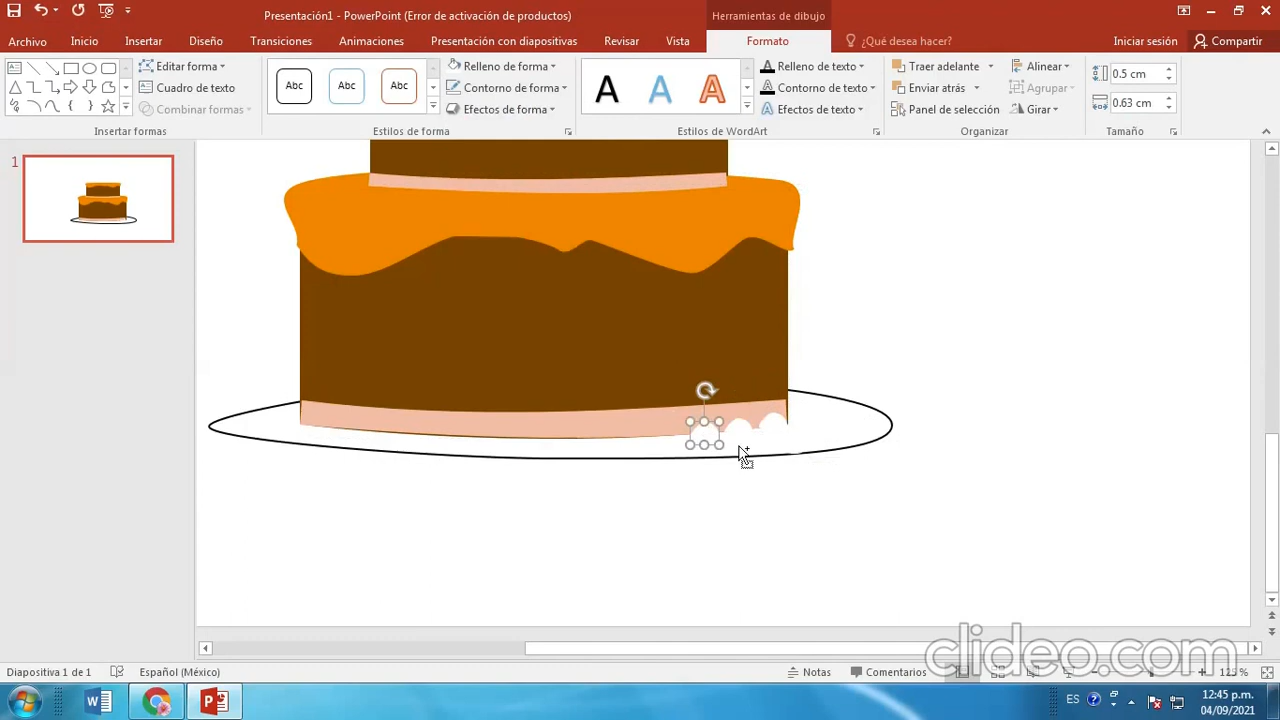 Presentación1 - PowerPoint (Error de activación de productos)
Herramientas de dibujo
Archivo Inicio Insertar Diseño Transiciones Animaciones Presentación con diapositivas Revisar Vista Formato ¿Qué desea hacer? Iniciar sesión Compartir
Editar forma
Cuadro de texto
Combinar formas
Insertar formas
Abc Abc Abc
Relleno de forma
Contorno de forma
Efectos de forma
Estilos de forma
A A A
Relleno de texto
Contorno de texto
Efectos de texto
Estilos de WordArt
Traer adelante
Enviar atrás
Panel de selección
Alinear
Agrupar
Girar
Organizar
0.5 cm
0.63 cm
Tamaño
1
Diapositiva 1 de 1 Español (México) Notas Comentarios
clideo.com
ES 12:45 p.m.
04/09/2021